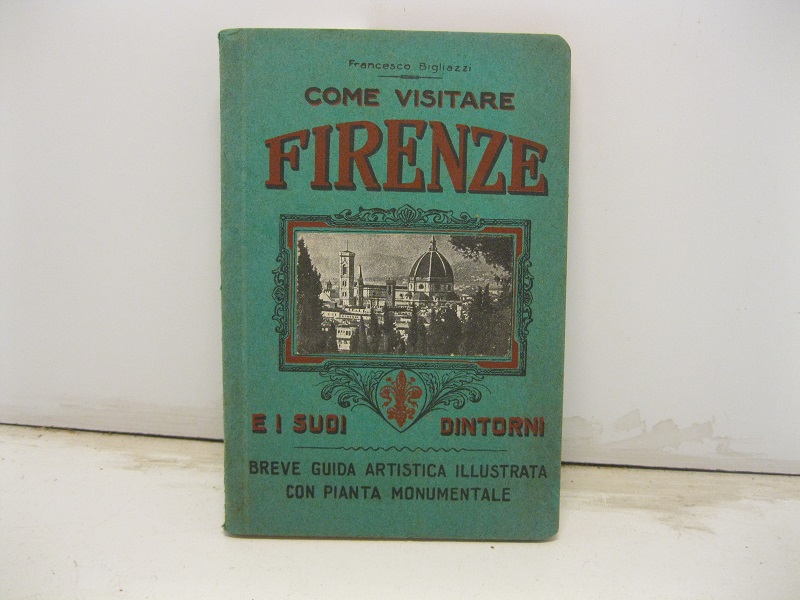 Francesco Bigliazzi
COME VISITARE
FIRENZE
E I SUOI DINTORNI
BREVE GUIDA ARTISTICA ILLUSTRATA
CON PIANTA MONUMENTALE